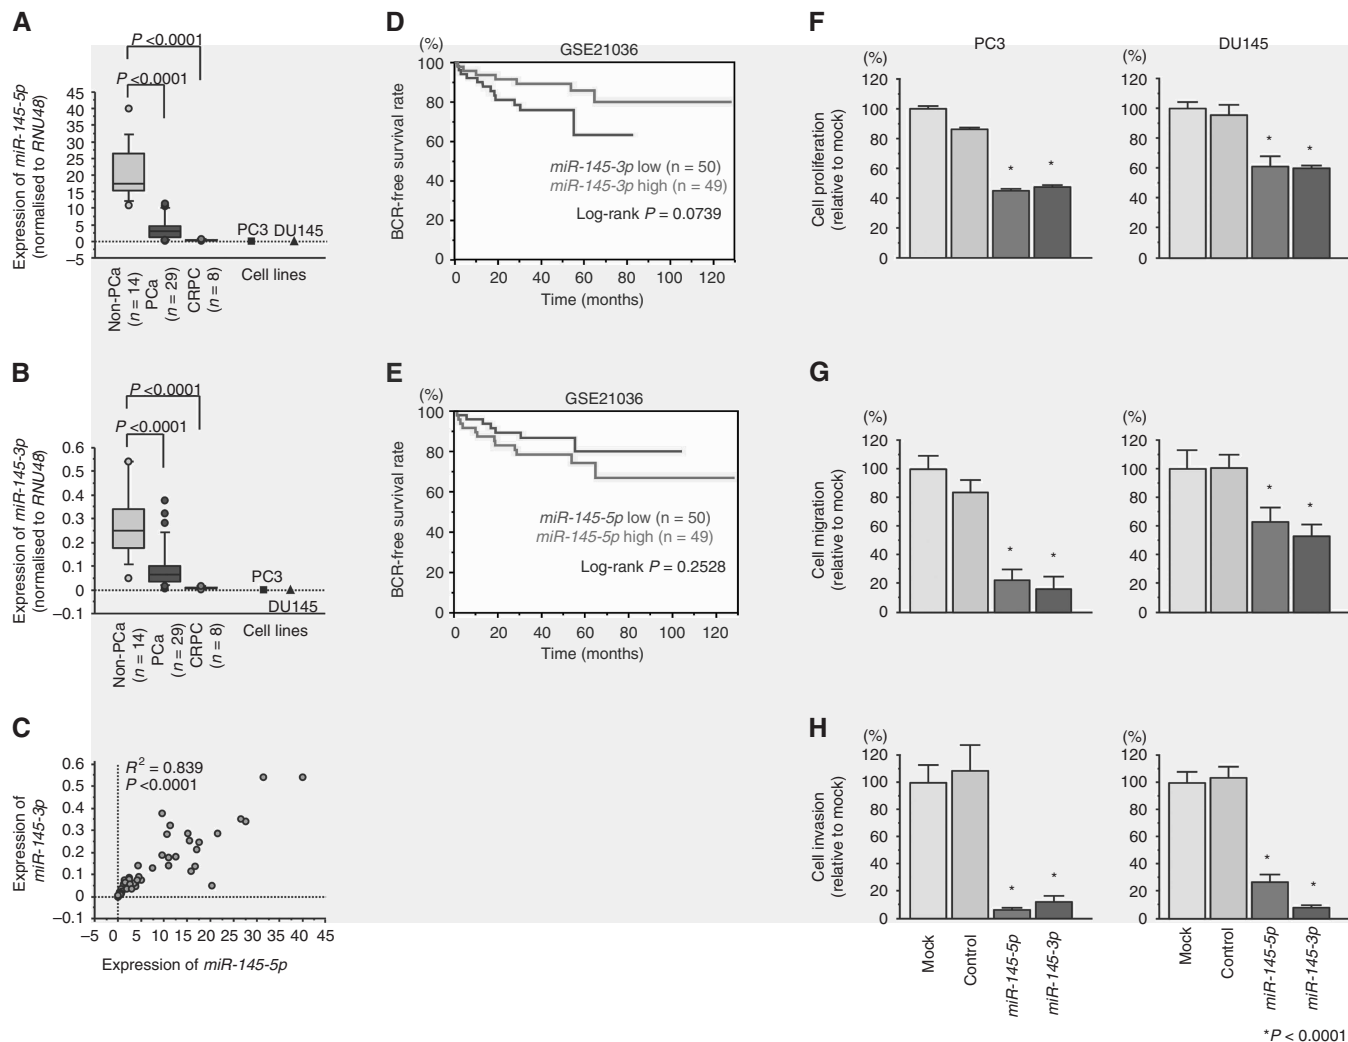 A
P <0.0001
P <0.0001
Expression of miR-145-5p
(normalised to RNU48)
45
40
35
30
25
20
15
10
5
0
−5
PC3 DU145
Non-PCa
(n = 14)
PCa
(n = 29)
CRPC
(n = 8)
Cell lines
B
P <0.0001
P <0.0001
Expression of miR-145-3p
(normalised to RNU48)
0.6
0.5
0.4
0.3
0.2
0.1
0
−0.1
PC3
DU145
Non-PCa
(n = 14)
PCa
(n = 29)
CRPC
(n = 8)
Cell lines
C
R2 = 0.839
P <0.0001
Expression of
miR-145-3p
0.6
0.5
0.4
0.3
0.2
0.1
0
−0.1
−5 0 5 10 15 20 25 30 35 40 45
Expression of miR-145-5p
D
(%)
GSE21036
BCR-free survival rate
100
80
60
40
20
0
miR-145-3p low (n = 50)
miR-145-3p high (n = 49)
Log-rank P = 0.0739
0 20 40 60 80 100 120
Time (months)
E
(%)
GSE21036
BCR-free survival rate
100
80
60
40
20
0
miR-145-5p low (n = 50)
miR-145-5p high (n = 49)
Log-rank P = 0.2528
0 20 40 60 80 100 120
Time (months)
F
PC3
(%)
Cell proliferation
(relative to mock)
120
100
80
60
40
20
0
* *
DU145
(%)
120
100
80
60
40
20
0
* *
G
(%)
Cell migration
(relative to mock)
120
100
80
60
40
20
0
* *
(%)
120
100
80
60
40
20
0
* *
H
(%)
Cell invasion
(relative to mock)
120
100
80
60
40
20
0
* *
Mock
Control
miR-145-5p
miR-145-3p
(%)
120
100
80
60
40
20
0
* *
Mock
Control
miR-145-5p
miR-145-3p
*P < 0.0001